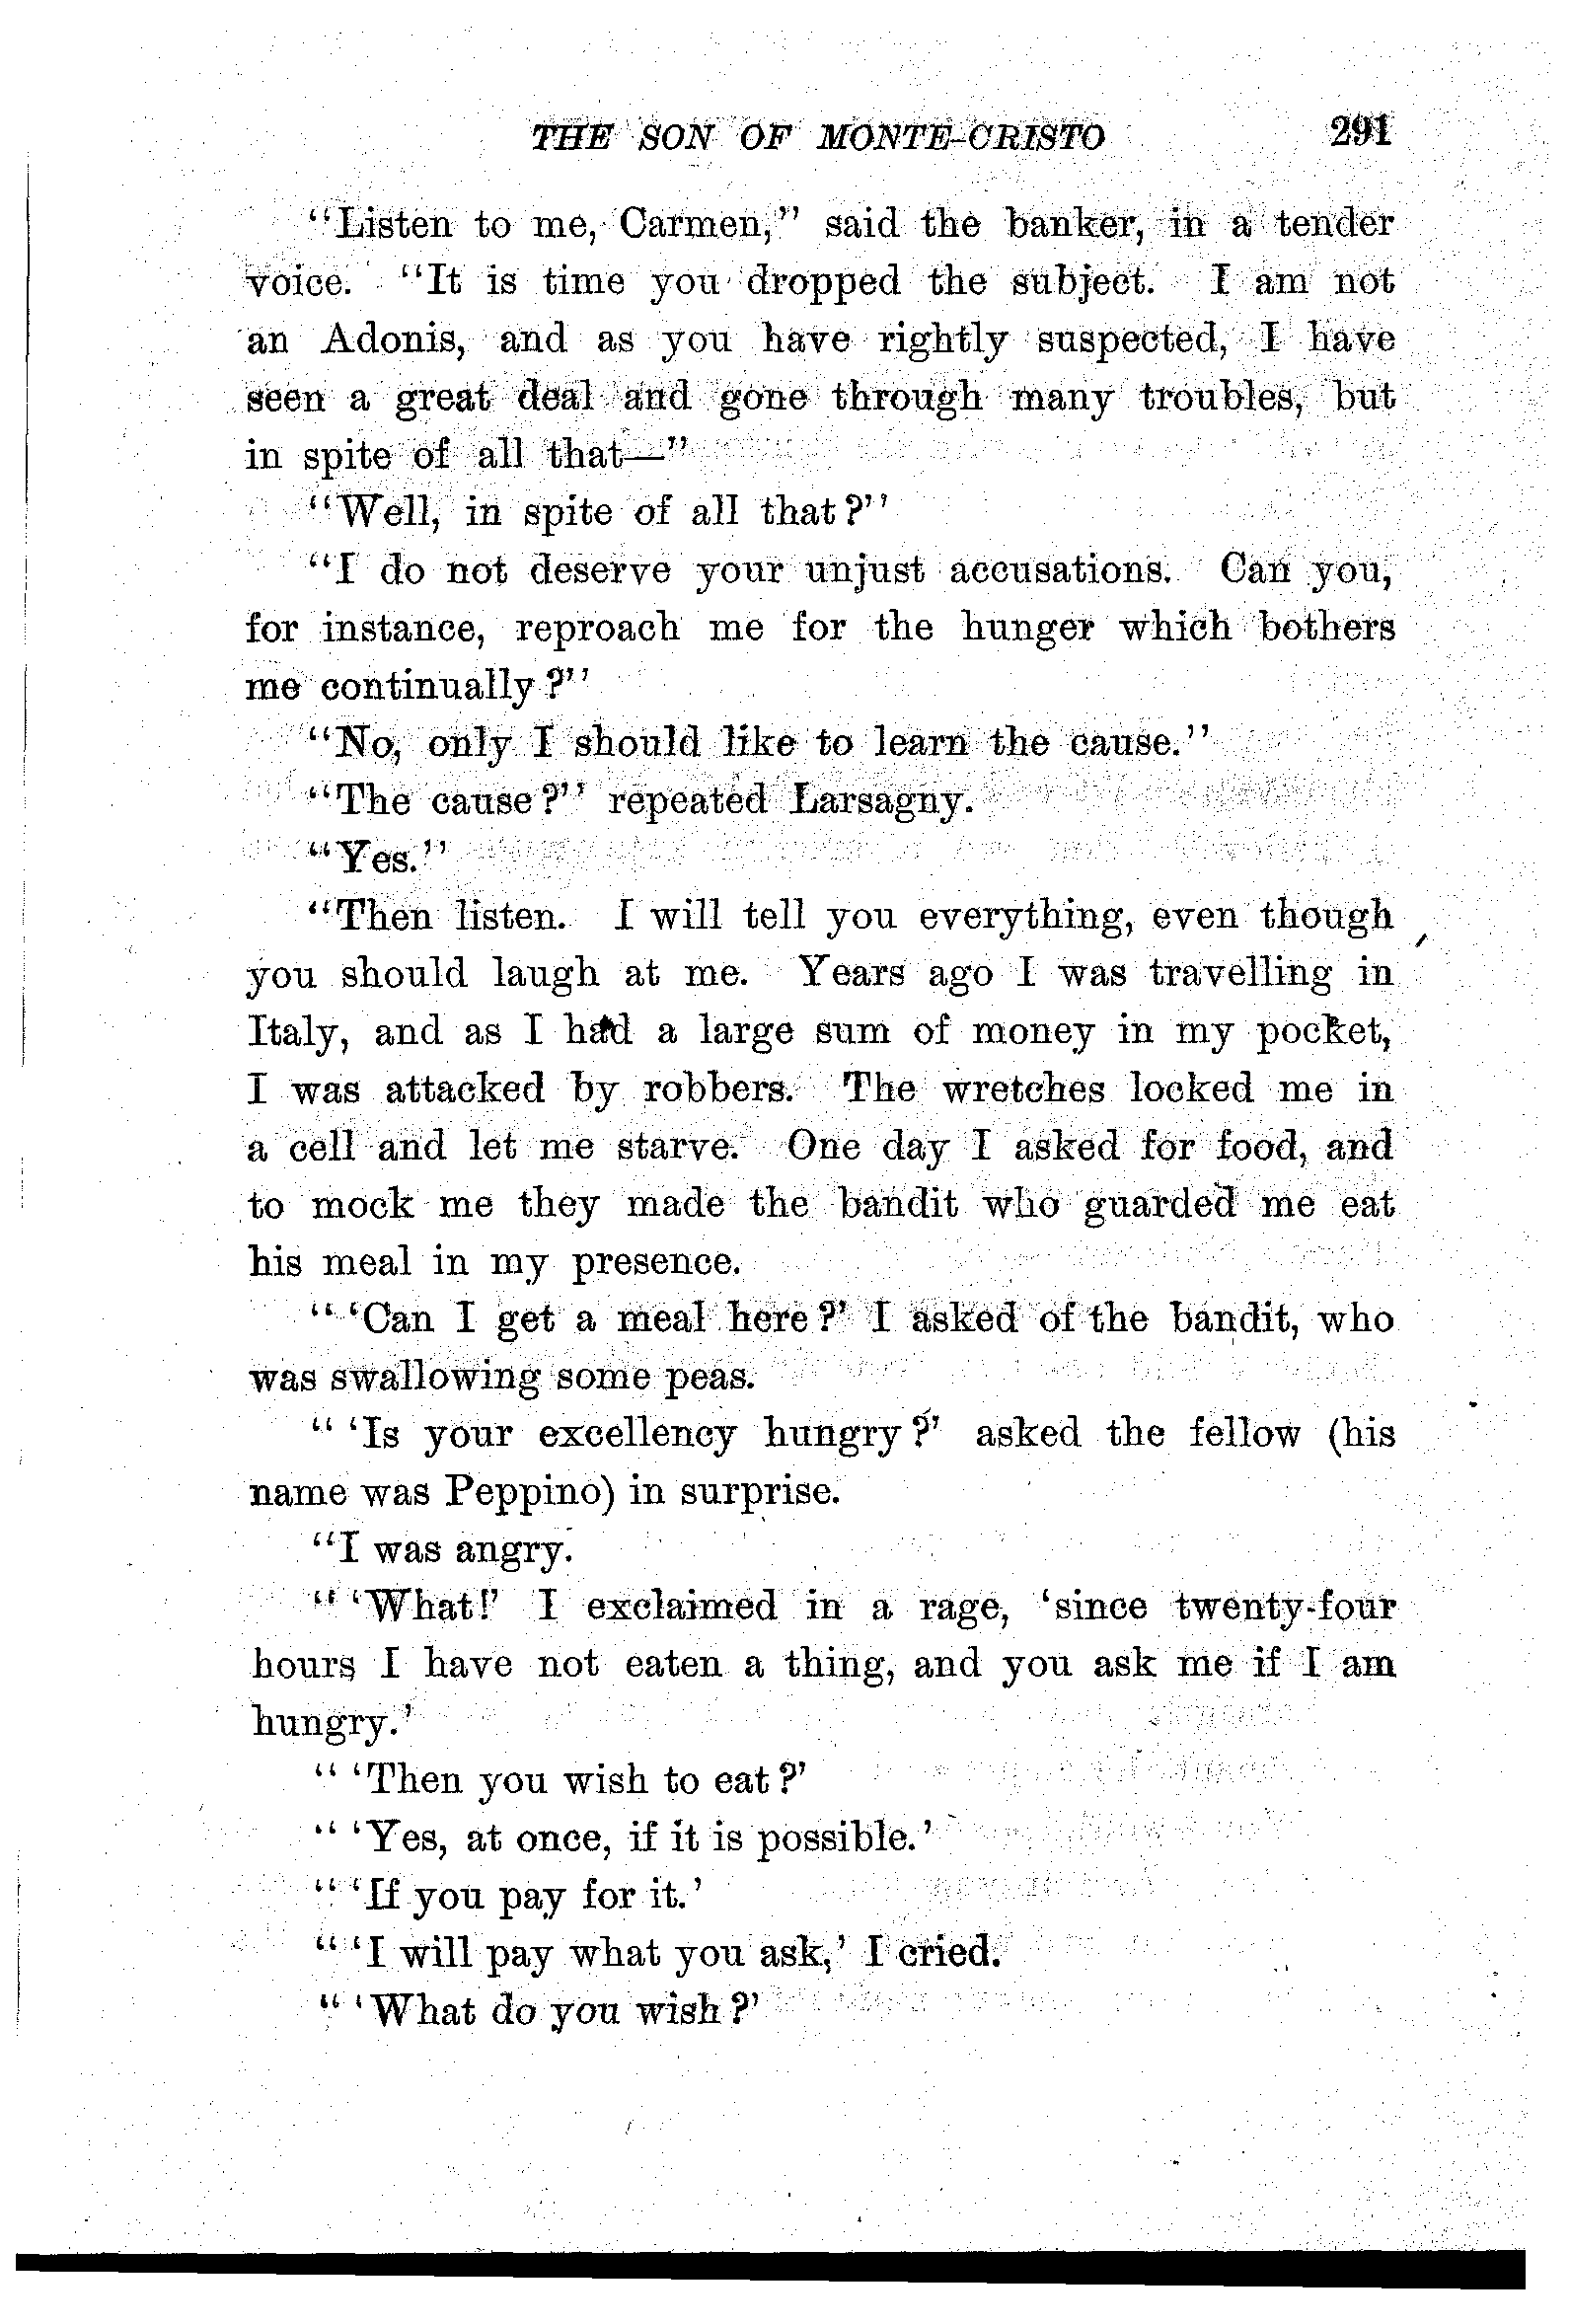 THE SON OF MONTE-CRISTO 291
"Listen to me, Carmen," said the banker, in a tender
voice. "It is time you dropped the subject. I am not
an Adonis, and as you have rightly suspected, I have
seen a great deal and gone through many troubles, but
in spite of all that—"
"Well, in spite of all that?"
"I do not deserve your unjust accusations. Can you,
for instance, reproach me for the hunger which bothers
me continually?"
"No, only I should like to learn the cause."
"The cause?" repeated Larsagny.
"Yes."
"Then listen. I will tell you everything, even though
you should laugh at me. Years ago I was travelling in
Italy, and as I had a large sum of money in my pocket,
I was attacked by robbers. The wretches locked me in
a cell and let me starve. One day I asked for food, and
to mock me they made the bandit who guarded me eat
his meal in my presence.
"'Can I get a meal here?' I asked of the bandit, who
was swallowing some peas.
"'Is your excellency hungry?' asked the fellow (his
name was Peppino) in surprise.
"I was angry.
"'What!' I exclaimed in a rage, 'since twenty-four
hours I have not eaten a thing, and you ask me if I am
hungry.'
"'Then you wish to eat?'
"'Yes, at once, if it is possible.'
"'If you pay for it.'
"'I will pay what you ask,' I cried.
"'What do you wish?'